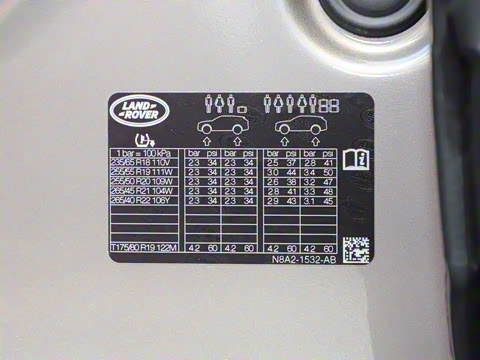 LAND
ROVER
1 bar = 100 kPa bar psi bar psi bar psi bar psi
235/65 R18 110V 2.3 34 2.3 34 2.5 37 2.8 41
255/55 R19 111W 2.3 34 2.3 34 3.0 44 3.4 50
255/50 R20 109W 2.3 34 2.3 34 2.6 38 3.2 47
265/45 R21 104W 2.3 34 2.3 34 2.8 41 3.3 48
265/40 R22 106Y 2.3 34 2.3 34 2.9 43 3.1 45
T175/80 R19 122M 4.2 60 4.2 60 4.2 60 4.2 60
N8A2-1532-AB